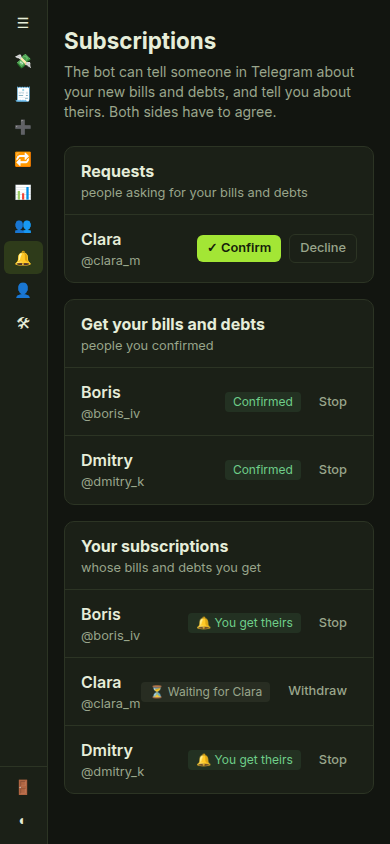 Subscriptions
The bot can tell someone in Telegram about
your new bills and debts, and tell you about
theirs. Both sides have to agree.
Requests
people asking for your bills and debts
Clara
@clara_m
✓ Confirm
Decline
Get your bills and debts
people you confirmed
Boris
@boris_iv
Confirmed
Stop
Dmitry
@dmitry_k
Confirmed
Stop
Your subscriptions
whose bills and debts you get
Boris
@boris_iv
🔔 You get theirs
Stop
Clara
@clara_m
⏳ Waiting for Clara
Withdraw
Dmitry
@dmitry_k
🔔 You get theirs
Stop